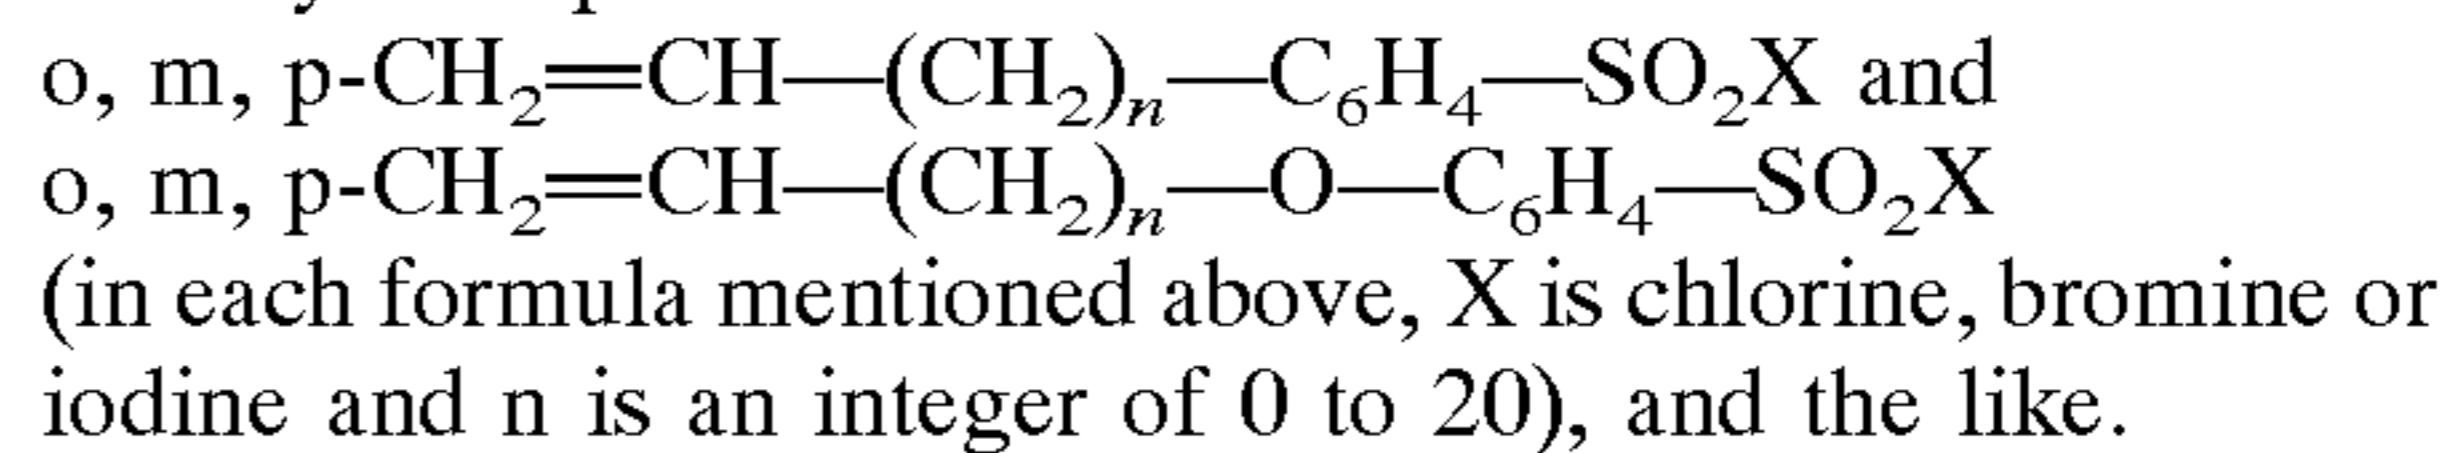 o, m, p-CH₂=CH—(CH₂)ₙ—C₆H₄—SO₂X and
o, m, p-CH₂=CH—(CH₂)ₙ—O—C₆H₄—SO₂X
(in each formula mentioned above, X is chlorine, bromine or
iodine and n is an integer of 0 to 20), and the like.